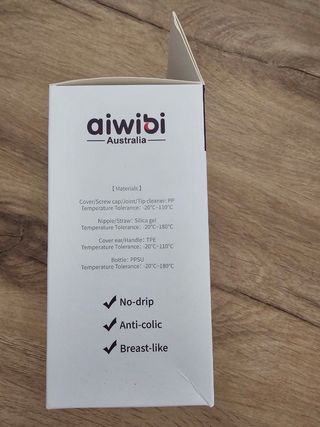 aiwibi
Australia
【Materials】
Cover/Screw cap/Joint/Tip cleaner: PP
Temperature Tolerance: -20°C~110°C
Nipple/Straw: Silica gel
Temperature Tolerance: -20°C~180°C
Cover ear/Handle: TPE
Temperature Tolerance: -20°C~110°C
Bottle: PPSU
Temperature Tolerance: -20°C~180°C
No-drip
Anti-colic
Breast-like